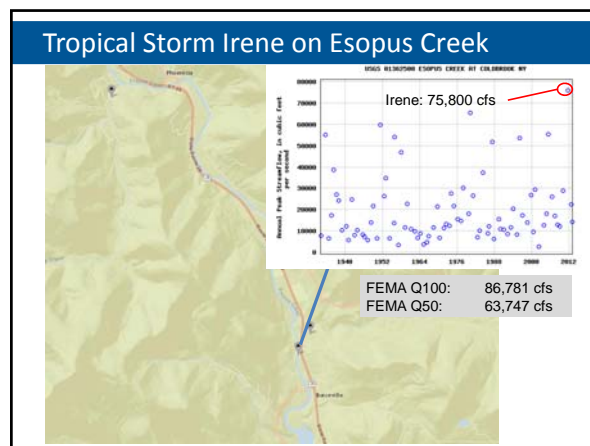 Tropical Storm Irene on Esopus Creek
USGS 01362500 ESOPUS CREEK AT COLDBROOK NY
Annual Peak Streamflow, in cubic feet
per second
80000
70000
60000
50000
40000
30000
20000
10000
0
1940
1952
1964
1976
1988
2000
2012
Irene: 75,800 cfs
FEMA Q100: 86,781 cfs
FEMA Q50: 63,747 cfs
Phoenicia
Boiceville